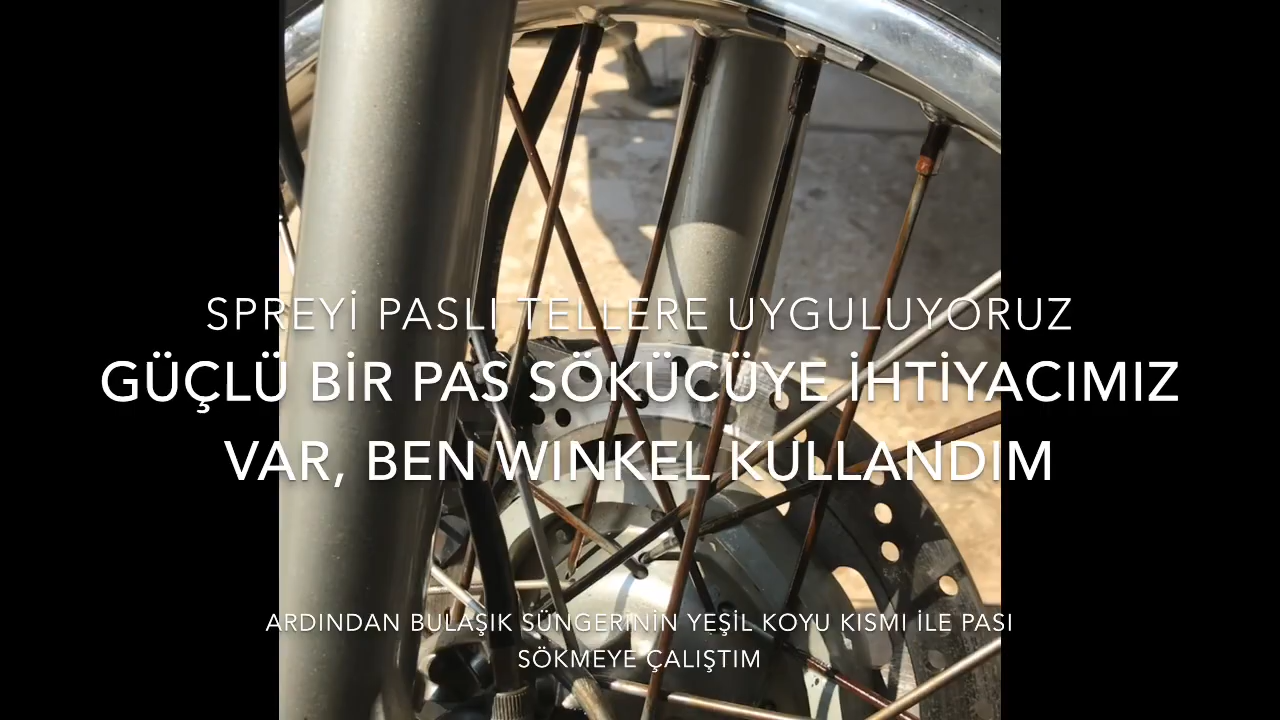 SPREYİ PASLI TELLERE UYGULUYORUZ
GÜÇLÜ BİR PAS SÖKÜCÜYE İHTİYACIMIZ
VAR, BEN WINKEL KULLANDIM
ARDINDAN BULAŞIK SÜNGERİNİN YEŞİL KOYU KISMI İLE PASI
SÖKMEYE ÇALIŞTIM